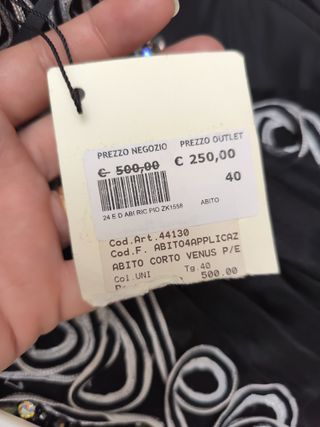 PREZZO NEGOZIO PREZZO OUTLET
€ 500,00 € 250,00
40
24 E D ABI RIC PIO ZK1558 ABITO
Cod.Art.44130
Cod.F. ABITO4APPLICAZ
ABITO CORTO VENUS P/E
Col.UNI Tg.40
500.00